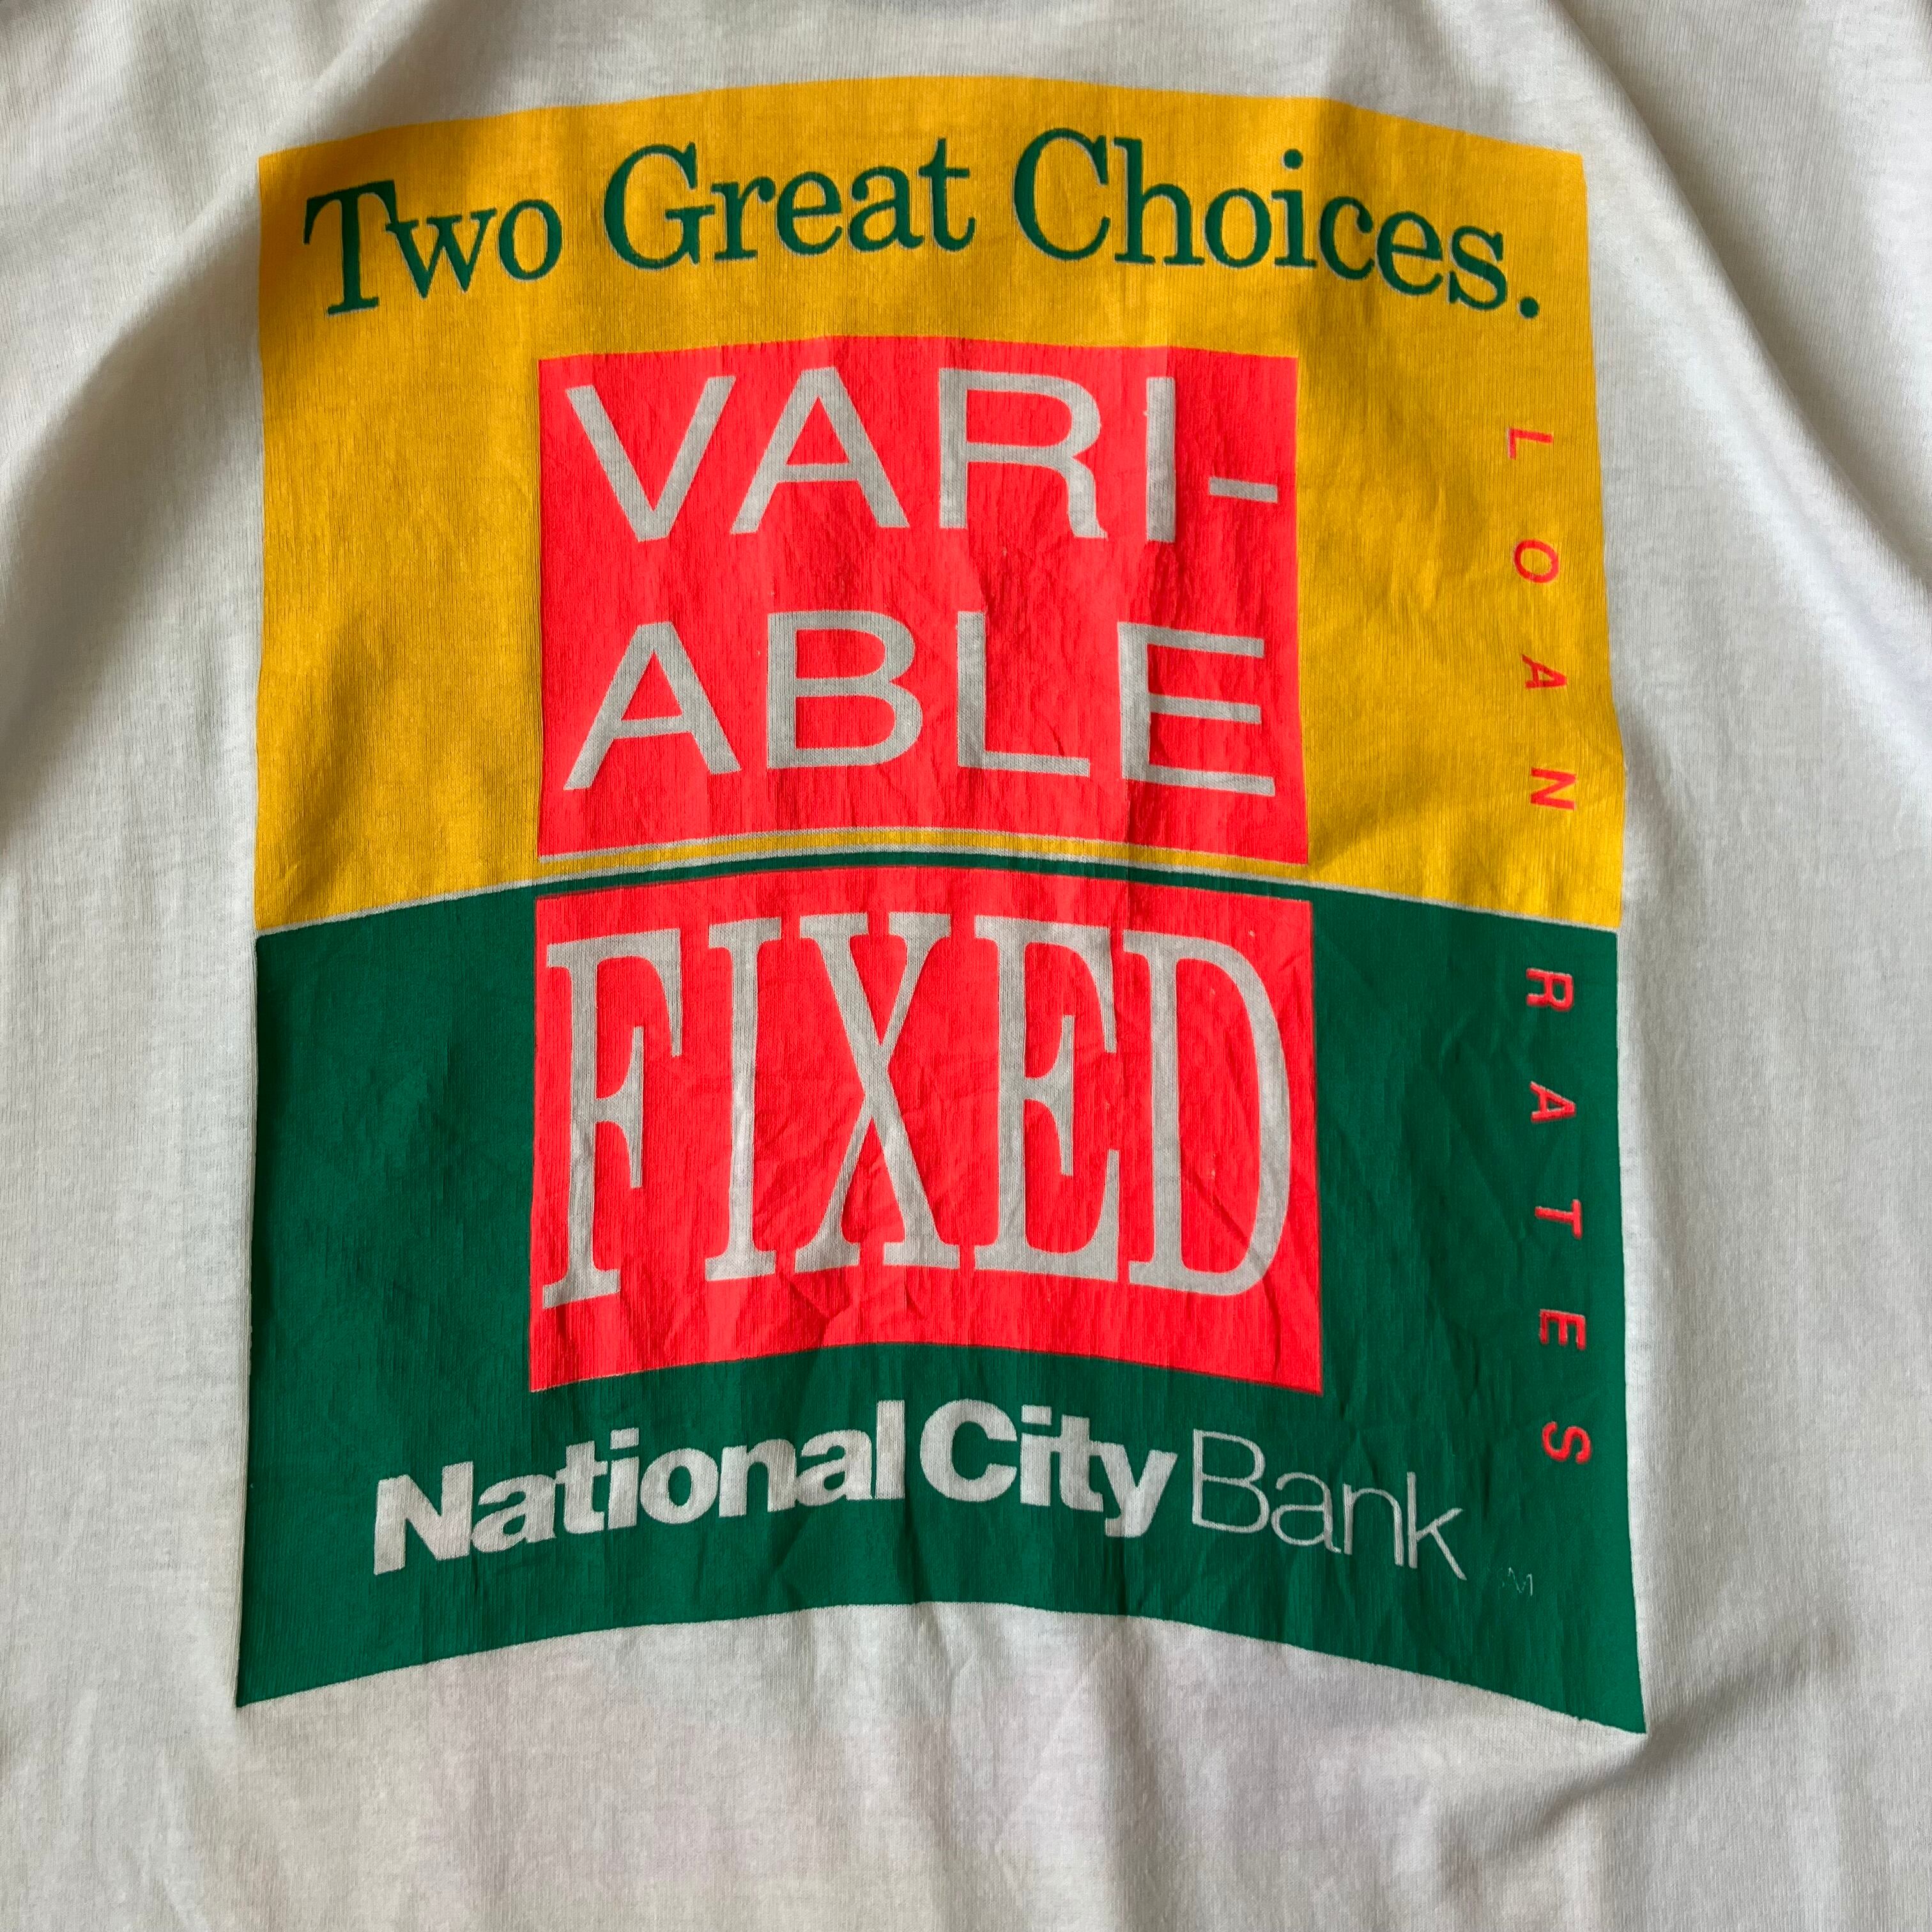 Two Great Choices.
VARI-
ABLE
FIXED
LOAN RATES
National City Bank